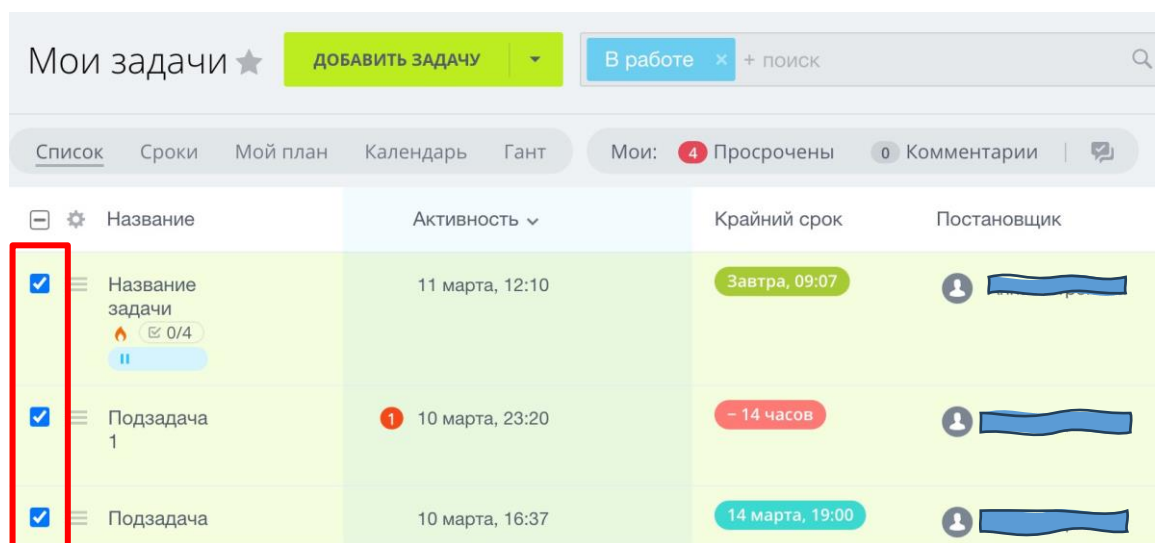 Мои задачи ДОБАВИТЬ ЗАДАЧУ В работе × + поиск
Список Сроки Мой план Календарь Гант Мои: 4 Просрочены 0 Комментарии
Название Активность Крайний срок Постановщик
Название 11 марта, 12:10 Завтра, 09:07
задачи
0/4
Подзадача 1 10 марта, 23:20 − 14 часов
1
Подзадача 10 марта, 16:37 14 марта, 19:00